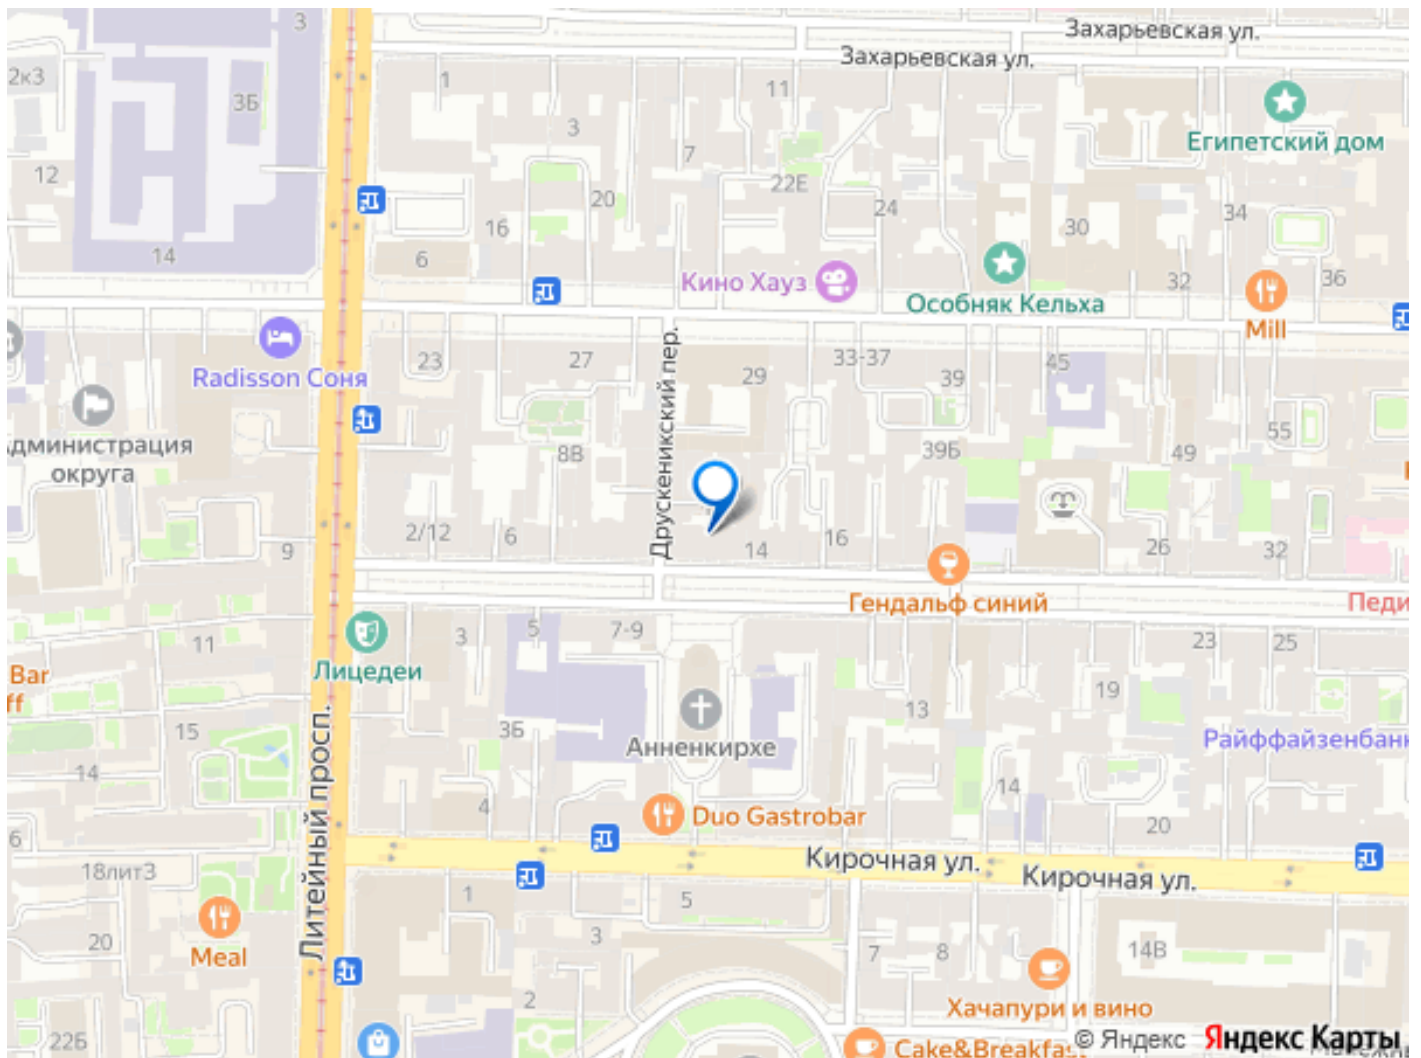 3
Захарьевская ул.
Захарьевская ул.
2к3
3Б
1
11
3
Египетский дом
12
7
22Е
20
24
34
16
30
14
6
Кино Хауз
32
36
Особняк Кельха
Mill
23
27
33-37
45
Radisson Соня
29
39
Друскеникский пер.
55
дминистрация
округа
8В
39Б
49
2/12
6
14
16
26
32
9
Гендальф синий
Педи
3
5
7-9
23
25
11
Лицедеи
Bar
ff
19
13
3Б
15
Анненкирхе
Райффайзенбанк
14
14
4
Литейный просп.
Duo Gastrobar
20
6
Кирочная ул.
Кирочная ул.
18лит3
1
5
20
3
7
8
14В
Meal
2
Хачапури и вино
22Б
Cake&Breakfa
© Яндекс Яндекс Карты